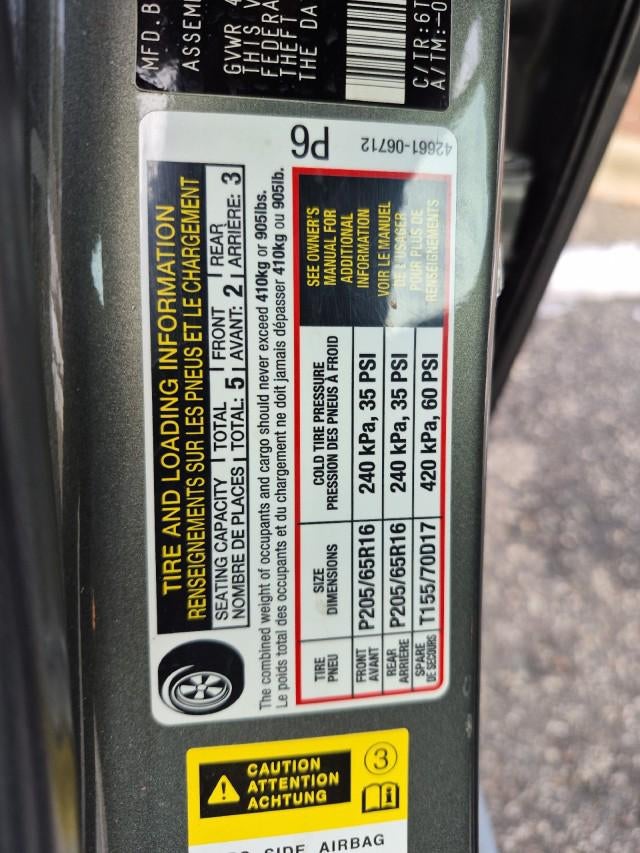 MFD.B
ASSEM
GVWR 4
THIS V
FEDERA
THEFT
THE DA
C/TR:6T
A/TM:-0
TIRE AND LOADING INFORMATION
RENSEIGNEMENTS SUR LES PNEUS ET LE CHARGEMENT
SEATING CAPACITY | TOTAL | FRONT | REAR
NOMBRE DE PLACES | TOTAL: 5 | AVANT: 2 | ARRIÈRE: 3
The combined weight of occupants and cargo should never exceed 410kg or 905lbs.
Le poids total des occupants et du chargement ne doit jamais dépasser 410kg ou 905lb.
TIRE
PNEU
SIZE
DIMENSIONS
COLD TIRE PRESSURE
PRESSION DES PNEUS À FROID
FRONT
AVANT
P205/65R16
240 kPa, 35 PSI
REAR
ARRIÈRE
P205/65R16
240 kPa, 35 PSI
SPARE
DE SECOURS
T155/70D17
420 kPa, 60 PSI
SEE OWNER'S
MANUAL FOR
ADDITIONAL
INFORMATION
VOIR LE MANUEL
DE L'USAGER
POUR PLUS DE
RENSEIGNEMENTS
P6
42661-06712
CAUTION
ATTENTION
ACHTUNG
3
SIDE AIRBAG